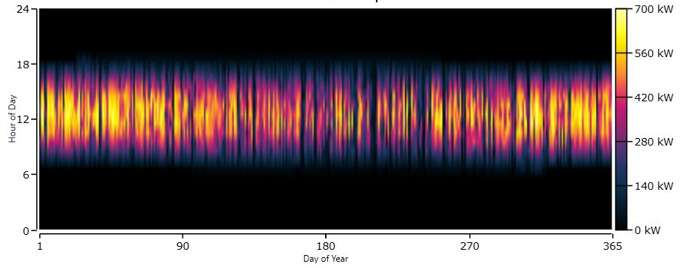 24
18
12
6
0
Hour of Day
1
90
180
270
365
Day of Year
700 kW
560 kW
420 kW
280 kW
140 kW
0 kW